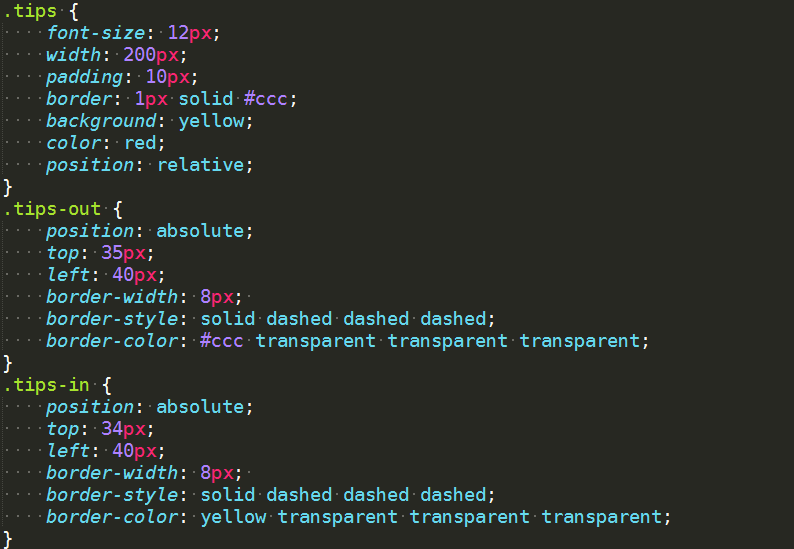 .tips {
    font-size: 12px;
    width: 200px;
    padding: 10px;
    border: 1px solid #ccc;
    background: yellow;
    color: red;
    position: relative;
}
.tips-out {
    position: absolute;
    top: 35px;
    left: 40px;
    border-width: 8px;
    border-style: solid dashed dashed dashed;
    border-color: #ccc transparent transparent transparent;
}
.tips-in {
    position: absolute;
    top: 34px;
    left: 40px;
    border-width: 8px;
    border-style: solid dashed dashed dashed;
    border-color: yellow transparent transparent transparent;
}